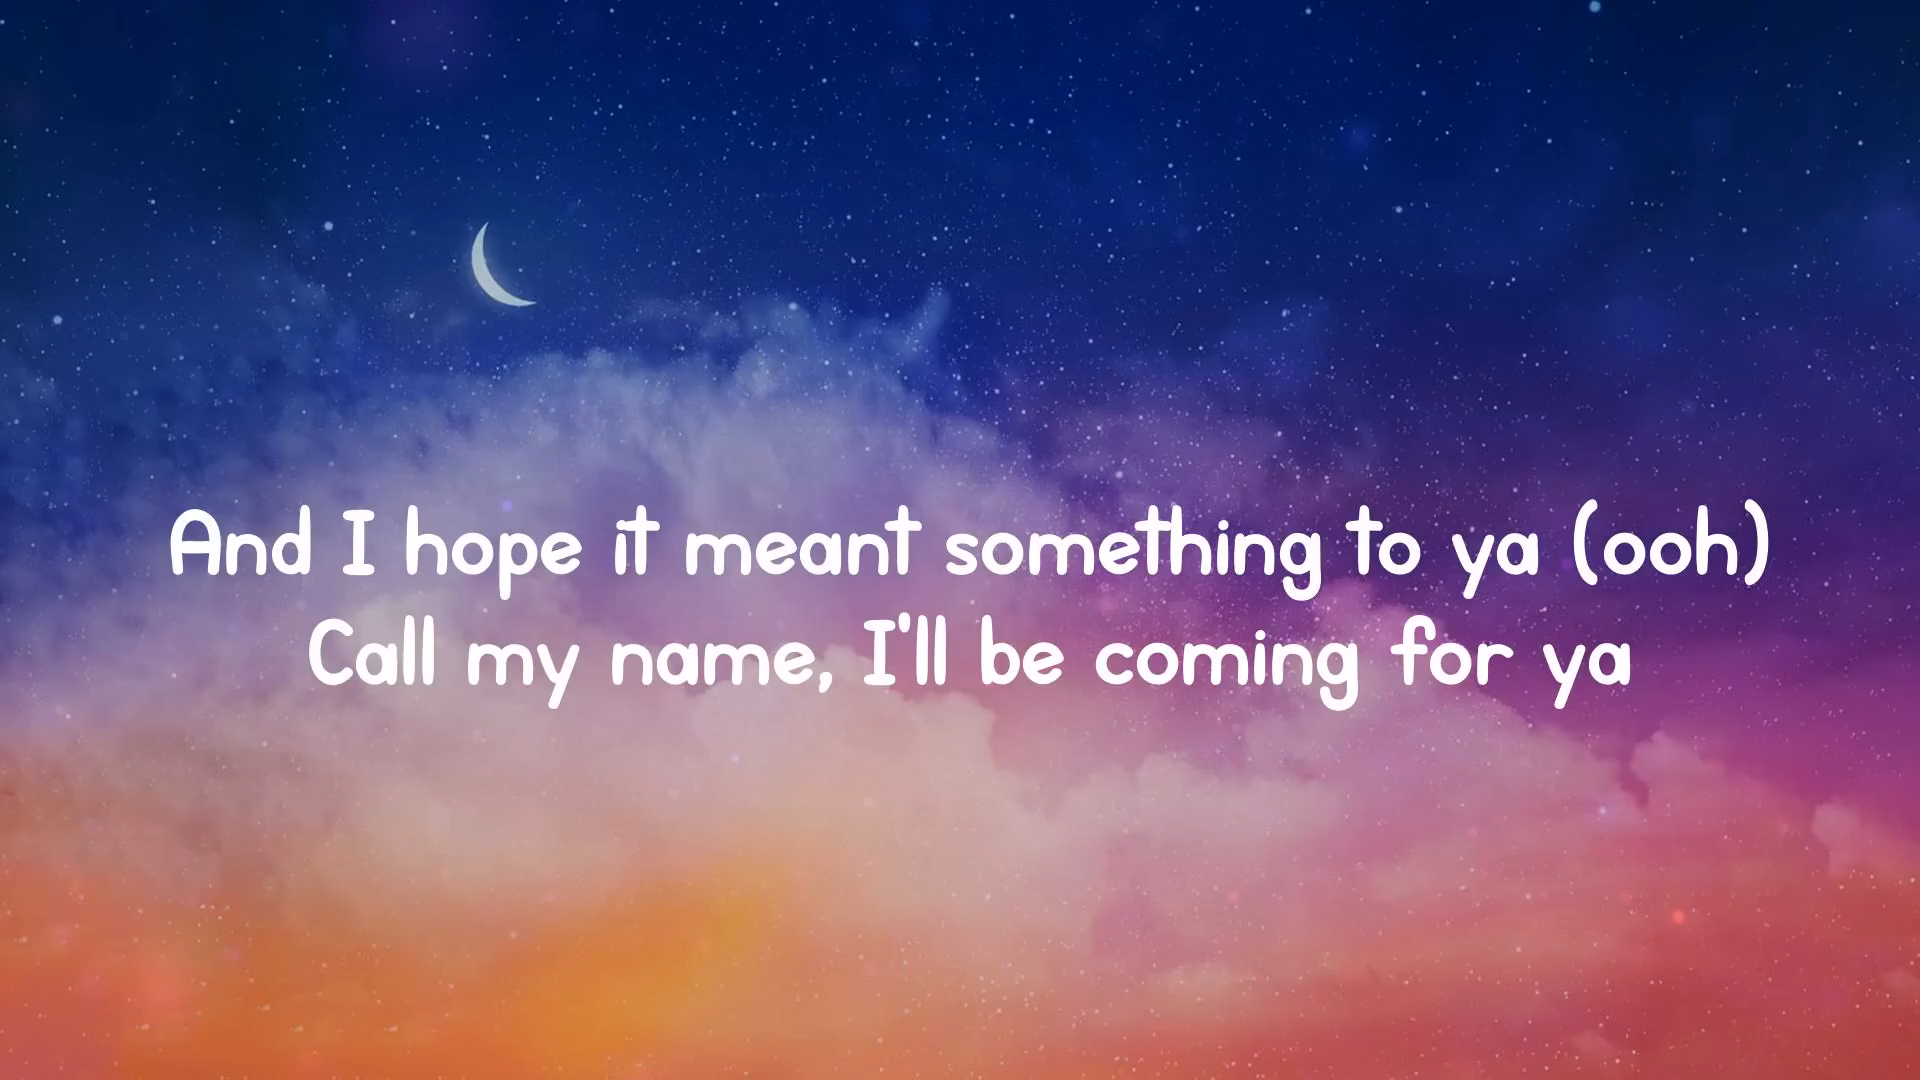 And I hope it meant something to ya (ooh)
Call my name, I'll be coming for ya